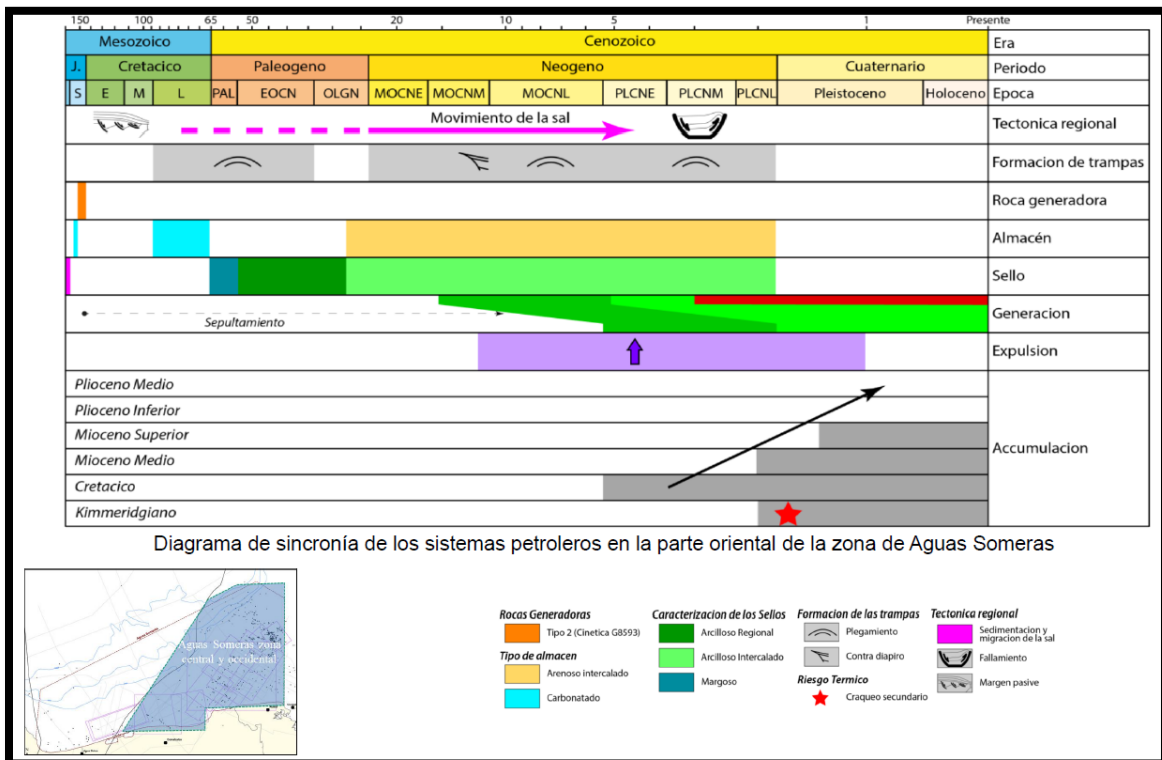 150 100 65 50 20 10 5 1 Presente
Mesozoico Cenozoico Era
J. Cretacico Paleogeno Neogeno Cuaternario Periodo
S E M L PAL EOCN OLGN MOCNE MOCNM MOCNL PLCNE PLCNM PLCNL Pleistoceno Holoceno Epoca
Movimiento de la sal Tectonica regional
Formacion de trampas
Roca generadora
Almacén
Sello
Sepultamiento Generacion
Expulsion
Plioceno Medio
Plioceno Inferior
Mioceno Superior
Mioceno Medio
Accumulacion
Cretacico
Kimmeridgiano
Diagrama de sincronía de los sistemas petroleros en la parte oriental de la zona de Aguas Someras
Aguas Someras zona
central y occidental
Rocas Generadoras
Tipo 2 (Cinetica G8593)
Tipo de almacen
Arenoso intercalado
Carbonatado
Caracterizacion de los Sellos
Arcilloso Regional
Arcilloso Intercalado
Margoso
Formacion de las trampas
Plegamiento
Contra diapiro
Riesgo Termico
Craqueo secundario
Tectonica regional
Sedimentacion y
migracion de la sal
Fallamiento
Margen pasive